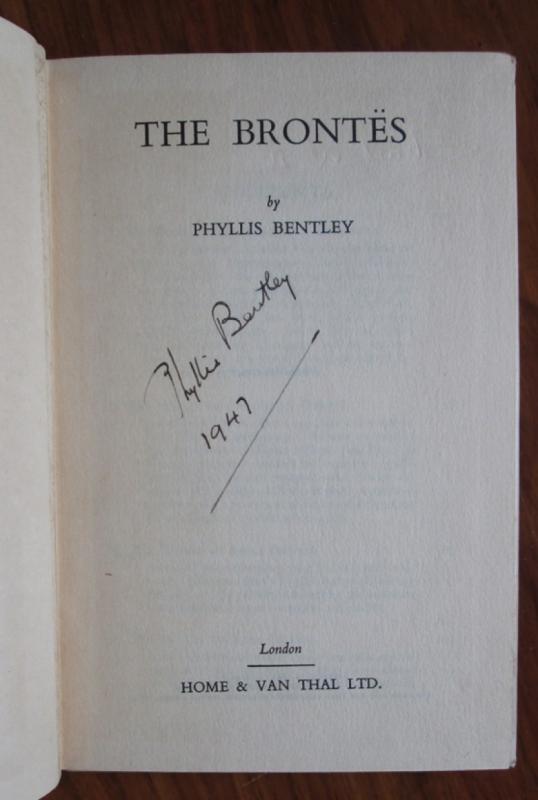 THE BRONTËS
by
PHYLLIS BENTLEY
Phyllis Bentley
1947
London
HOME & VAN THAL LTD.